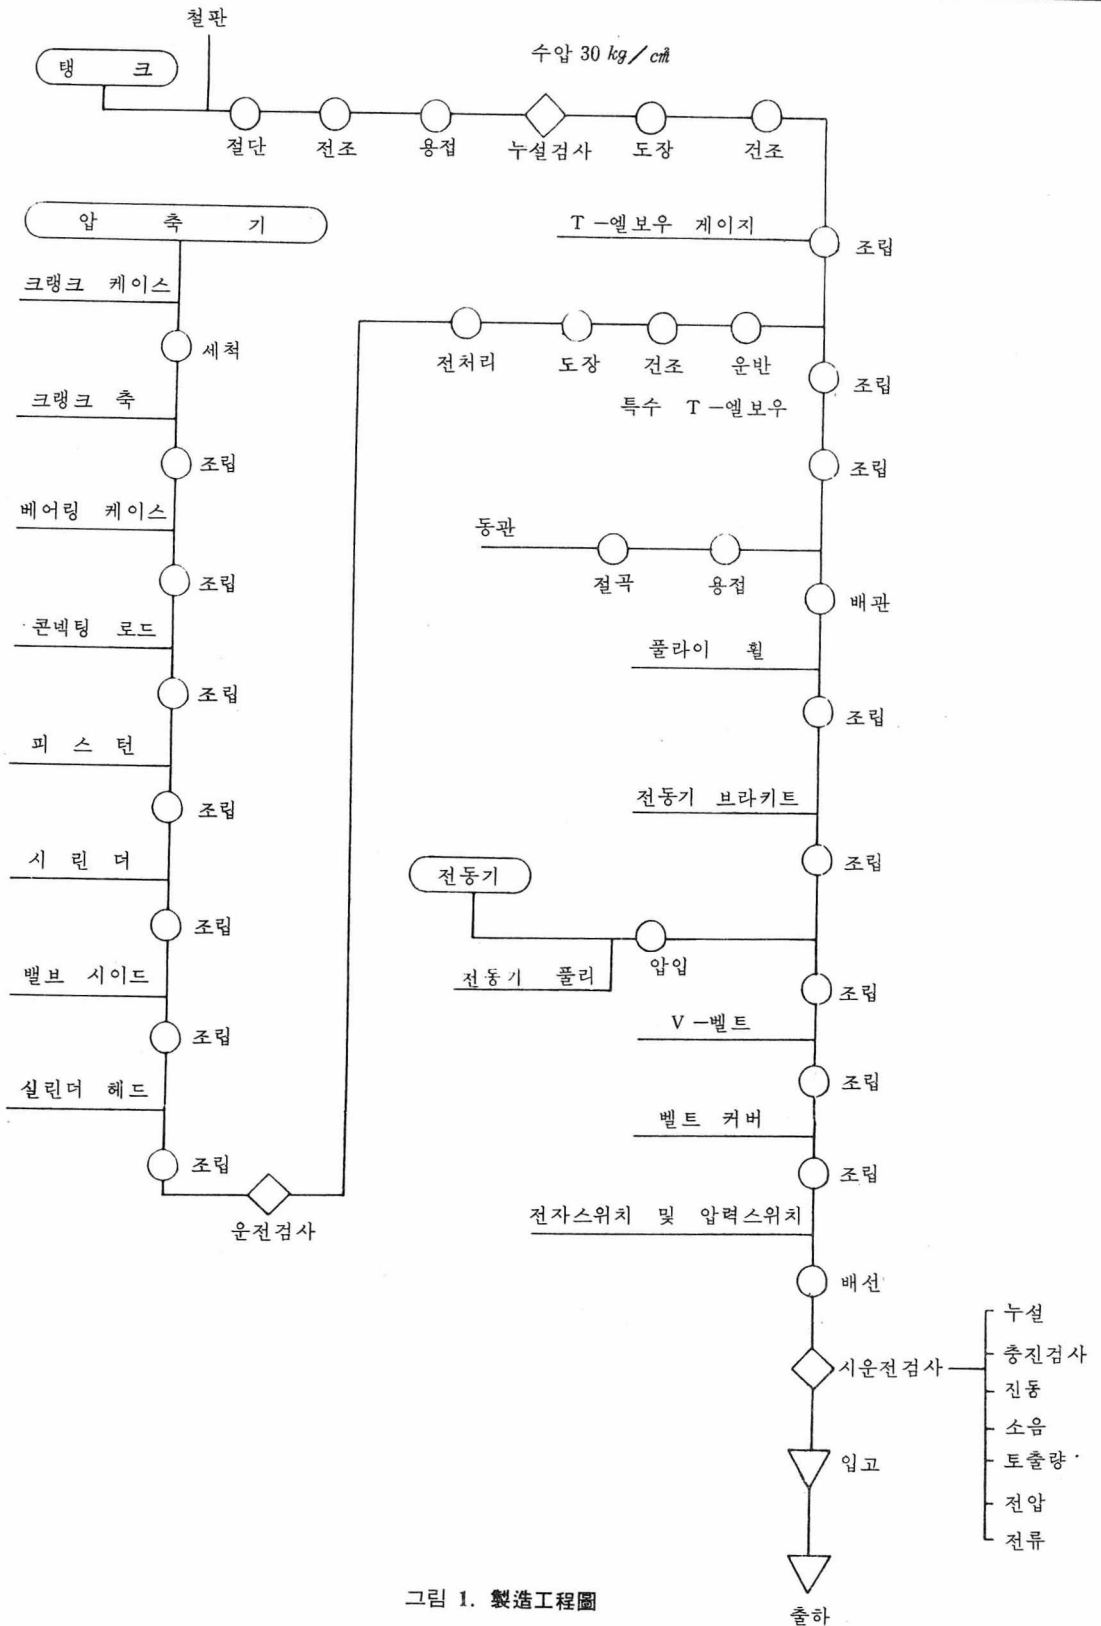 철판
탱 크
수압 30 kg/㎠
절단 전조 용접 누설검사 도장 건조
압 축 기
크랭크 케이스
세척
크랭크 축
조립
베어링 케이스
조립
콘넥팅 로드
조립
피 스 턴
조립
시 린 더
조립
밸브 시이드
조립
실린더 헤드
조립
운전검사
T-엘보우 게이지
조립
전처리 도장 건조 운반
조립
특수 T-엘보우
조립
동관
절곡 용접
배관
풀라이 휠
조립
전동기 브라키트
조립
전동기
전동기 풀리
압입
조립
V-벨트
조립
벨트 커버
조립
전자스위치 및 압력스위치
배선
시운전검사
누설
충진검사
진동
소음
토출량
전압
전류
입고
출하
그림 1. 製造工程圖